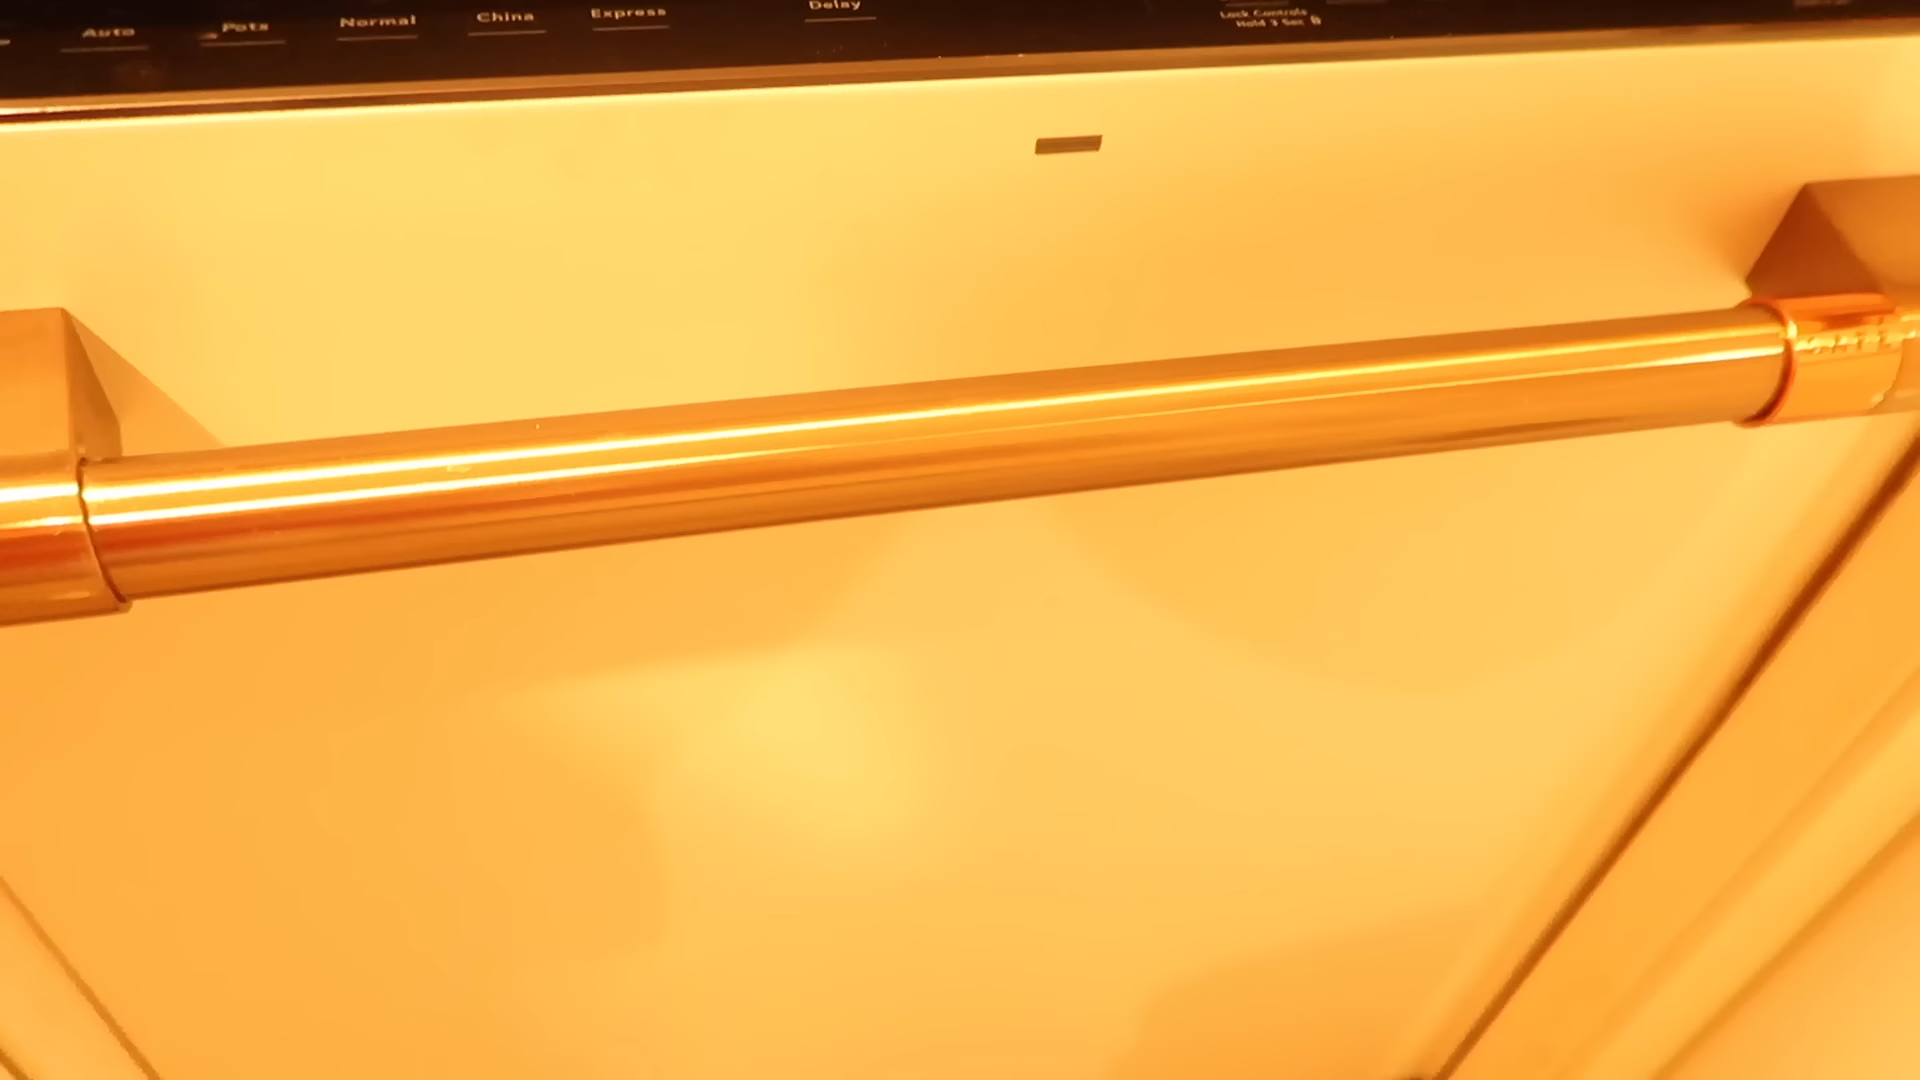 Auto
Pots
Normal
China
Express
Delay
Lock Controls
Hold 3 Sec